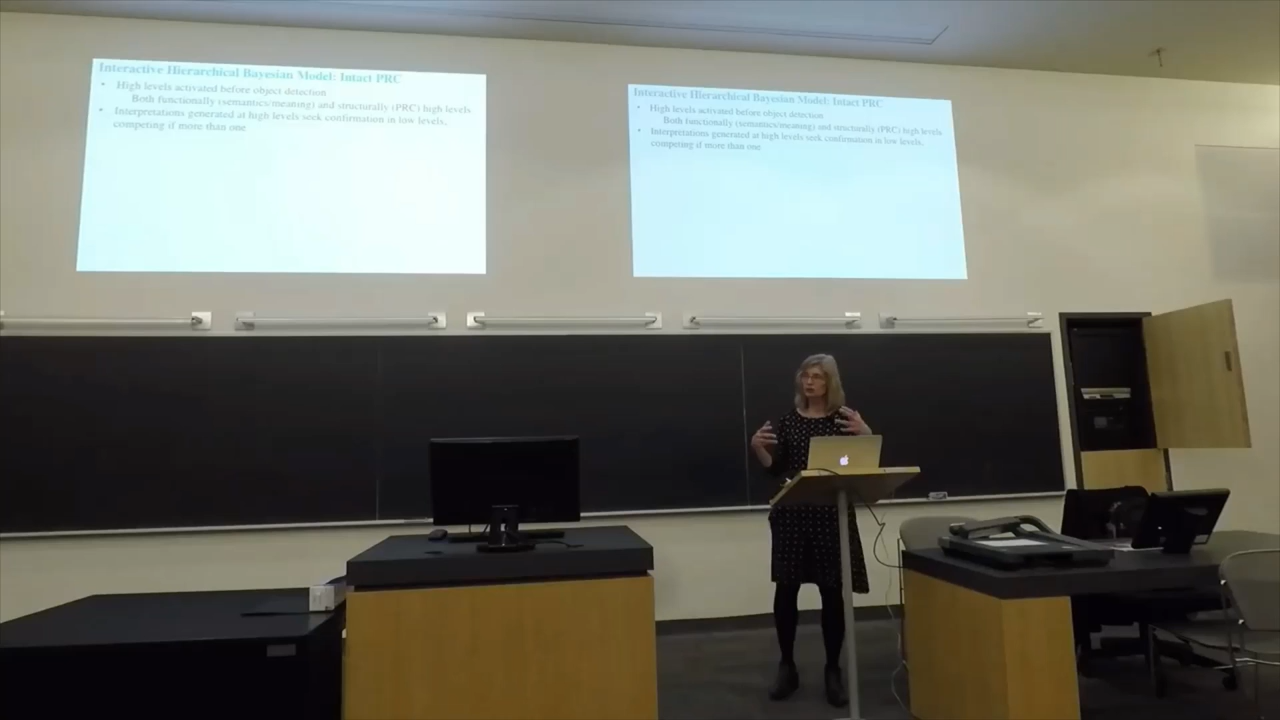 Interactive Hierarchical Bayesian Model: Intact PRC
• High levels activated before object detection
Both functionally (semantics/meaning) and structurally (PRC) high levels
• Interpretations generated at high levels seek confirmation in low levels,
competing if more than one
Interactive Hierarchical Bayesian Model: Intact PRC
• High levels activated before object detection
Both functionally (semantics/meaning) and structurally (PRC) high levels
• Interpretations generated at high levels seek confirmation in low levels,
competing if more than one